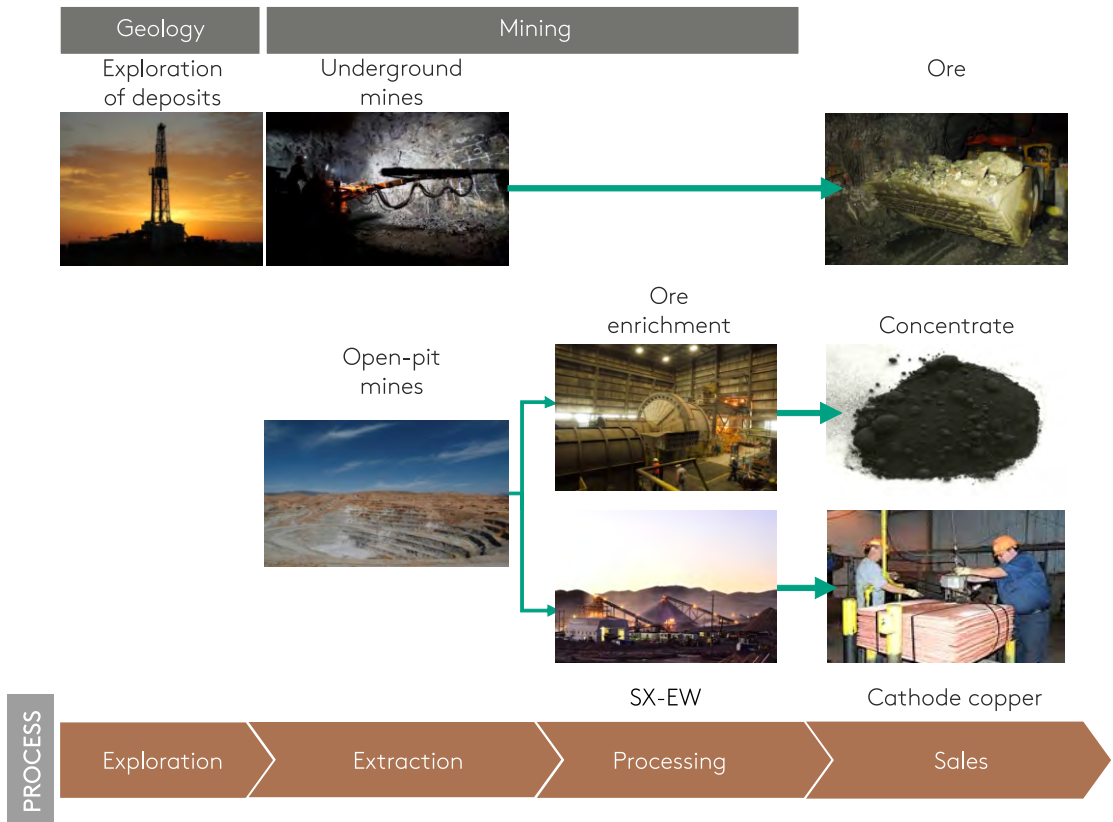 Geology
Mining
Exploration
of deposits
Underground
mines
Ore
Ore
enrichment
Concentrate
Open-pit
mines
SX-EW
Cathode copper
PROCESS
Exploration
Extraction
Processing
Sales